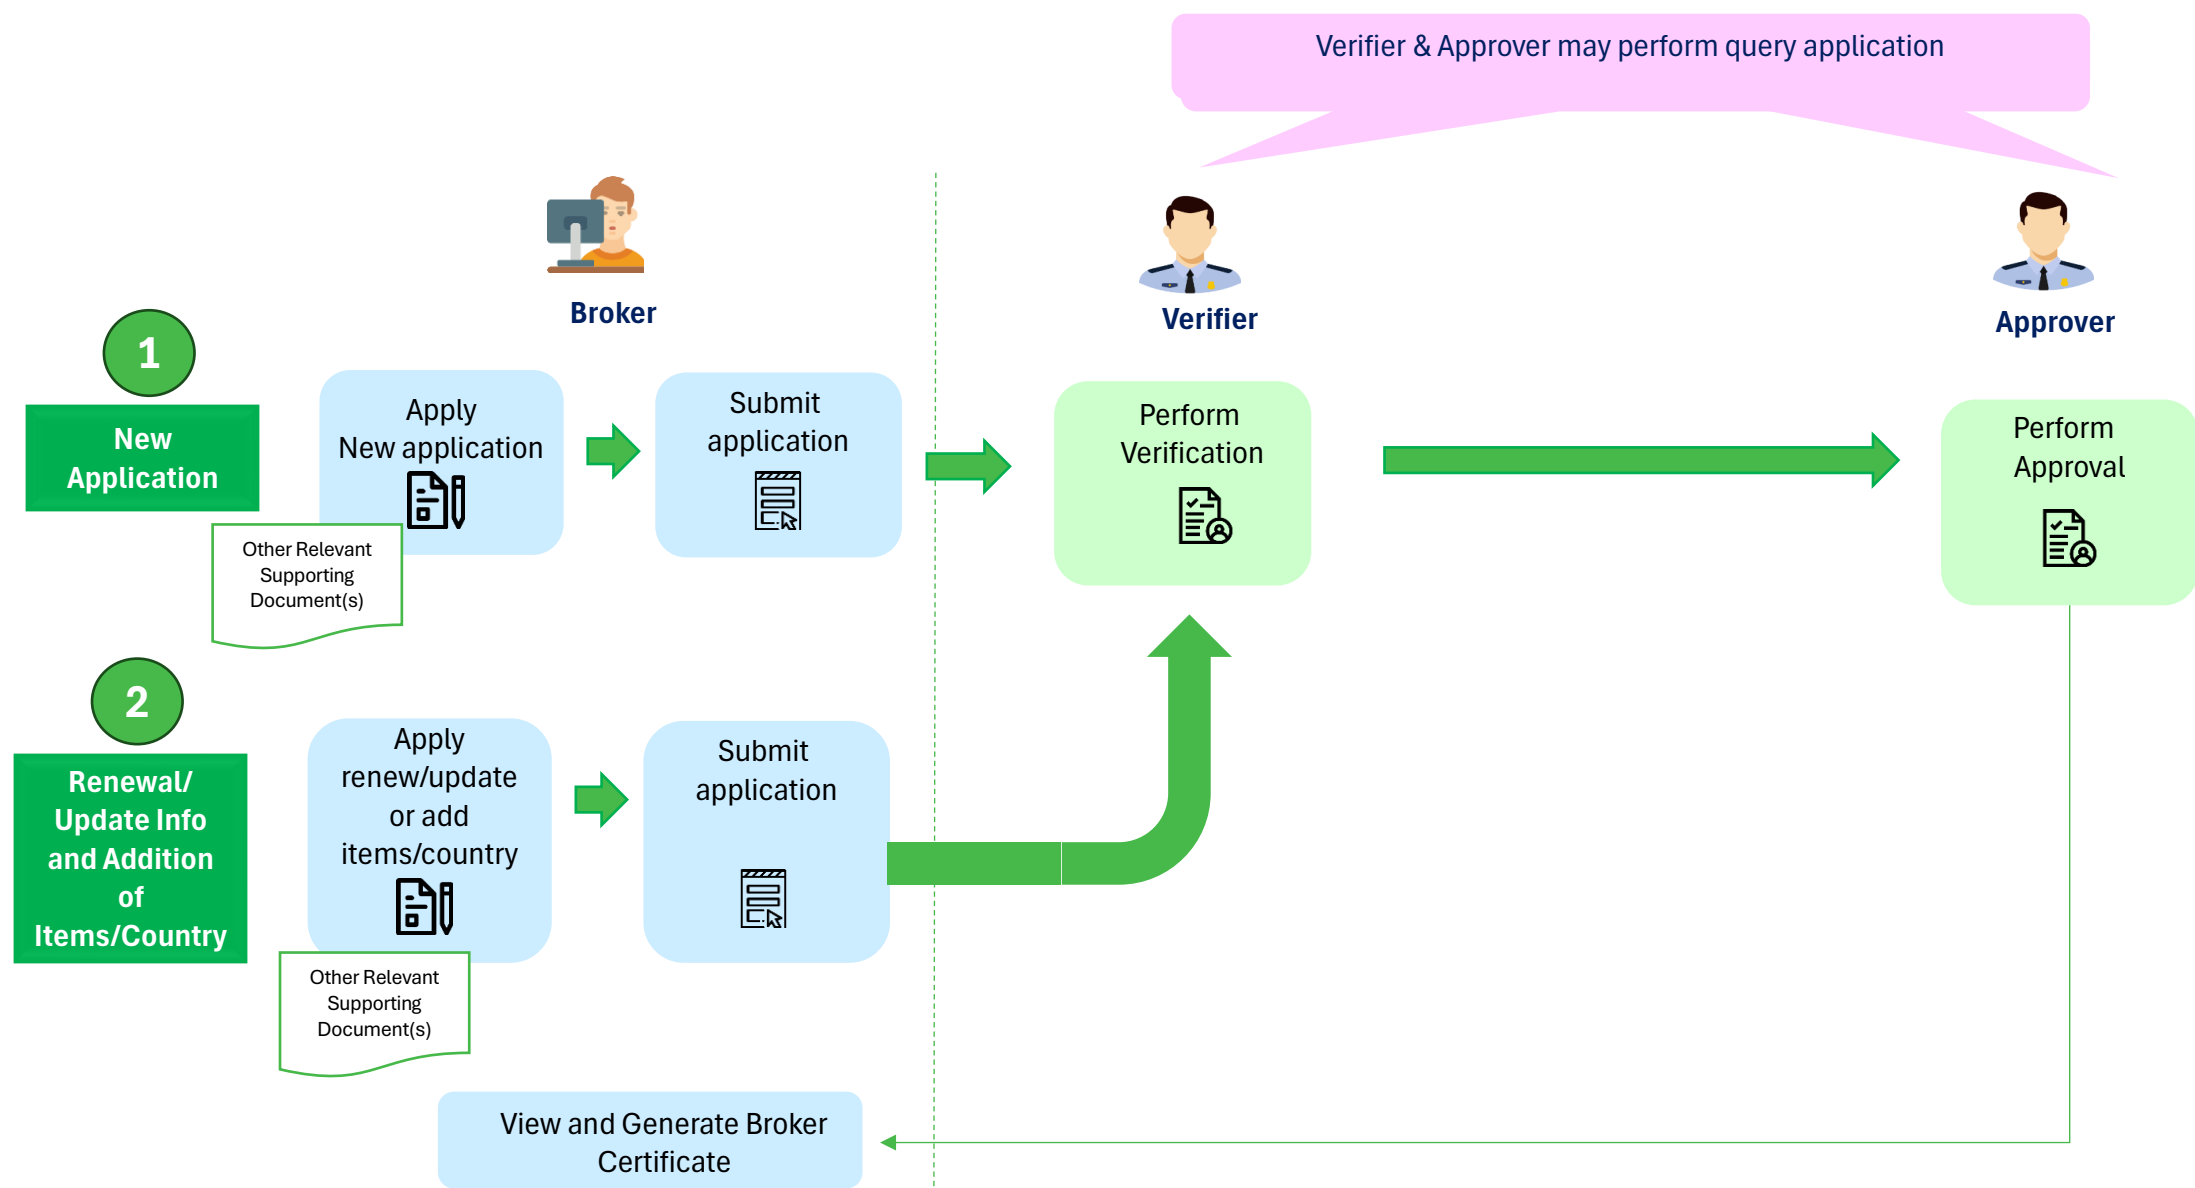 Verifier & Approver may perform query application
Broker
Verifier
Approver
1
New
Application
Apply
New application
Submit
application
Perform
Verification
Perform
Approval
Other Relevant
Supporting
Document(s)
2
Renewal/
Update Info
and Addition
of
Items/Country
Apply
renew/update
or add
items/country
Submit
application
Other Relevant
Supporting
Document(s)
View and Generate Broker
Certificate